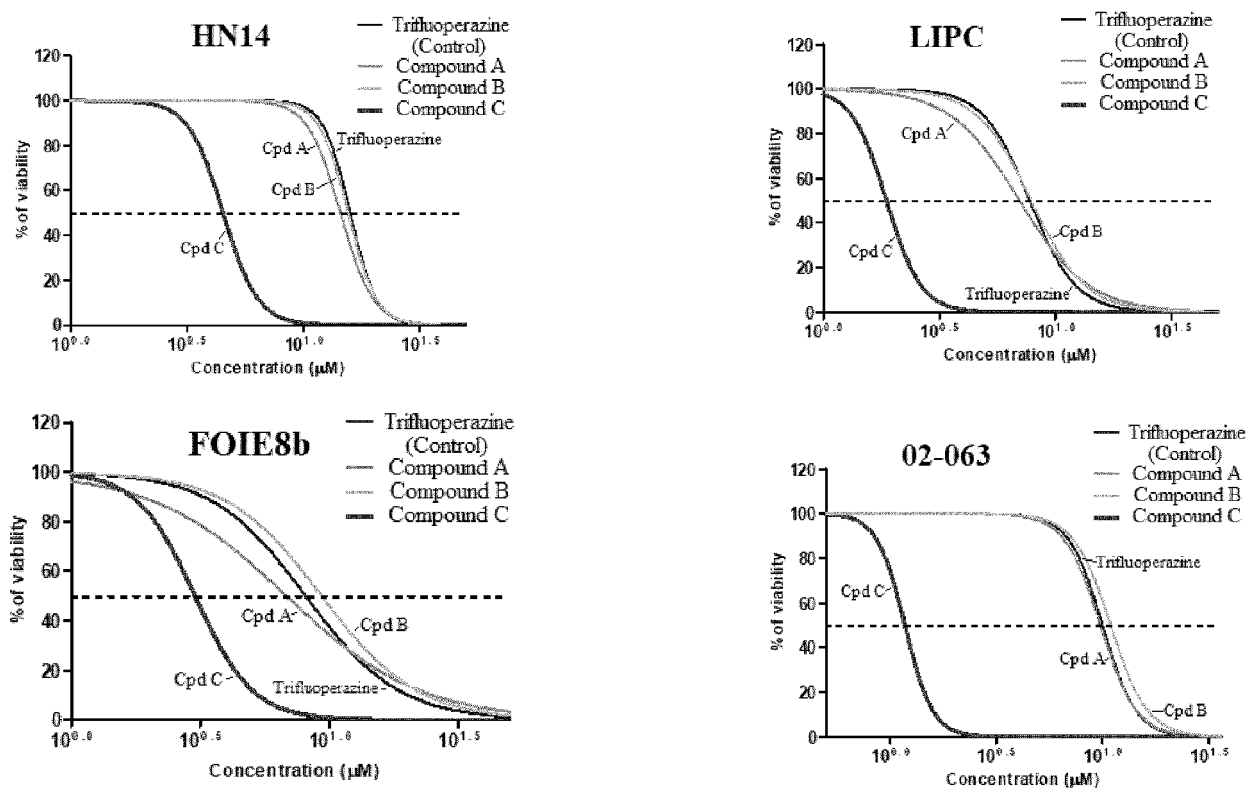 HN14
Trifluoperazine
(Control)
Compound A
Compound B
Compound C
120
100
80
60
40
20
0
% of viability
Cpd A
Trifluoperazine
Cpd B
Cpd C
10^0.0 10^0.5 10^1.0 10^1.5
Concentration (µM)
LIPC
Trifluoperazine
(Control)
Compound A
Compound B
Compound C
120
100
80
60
40
20
0
% of viability
Cpd A
Cpd B
Cpd C
Trifluoperazine
10^0.0 10^0.5 10^1.0 10^1.5
Concentration (µM)
FOIE8b
Trifluoperazine
(Control)
Compound A
Compound B
Compound C
120
100
80
60
40
20
0
% of viability
Cpd A
Cpd B
Cpd C
Trifluoperazine
10^0.0 10^0.5 10^1.0 10^1.5
Concentration (µM)
02-063
Trifluoperazine
(Control)
Compound A
Compound B
Compound C
120
100
80
60
40
20
0
% of viability
Trifluoperazine
Cpd C
Cpd A
Cpd B
10^0.0 10^0.5 10^1.0 10^1.5
Concentration (µM)